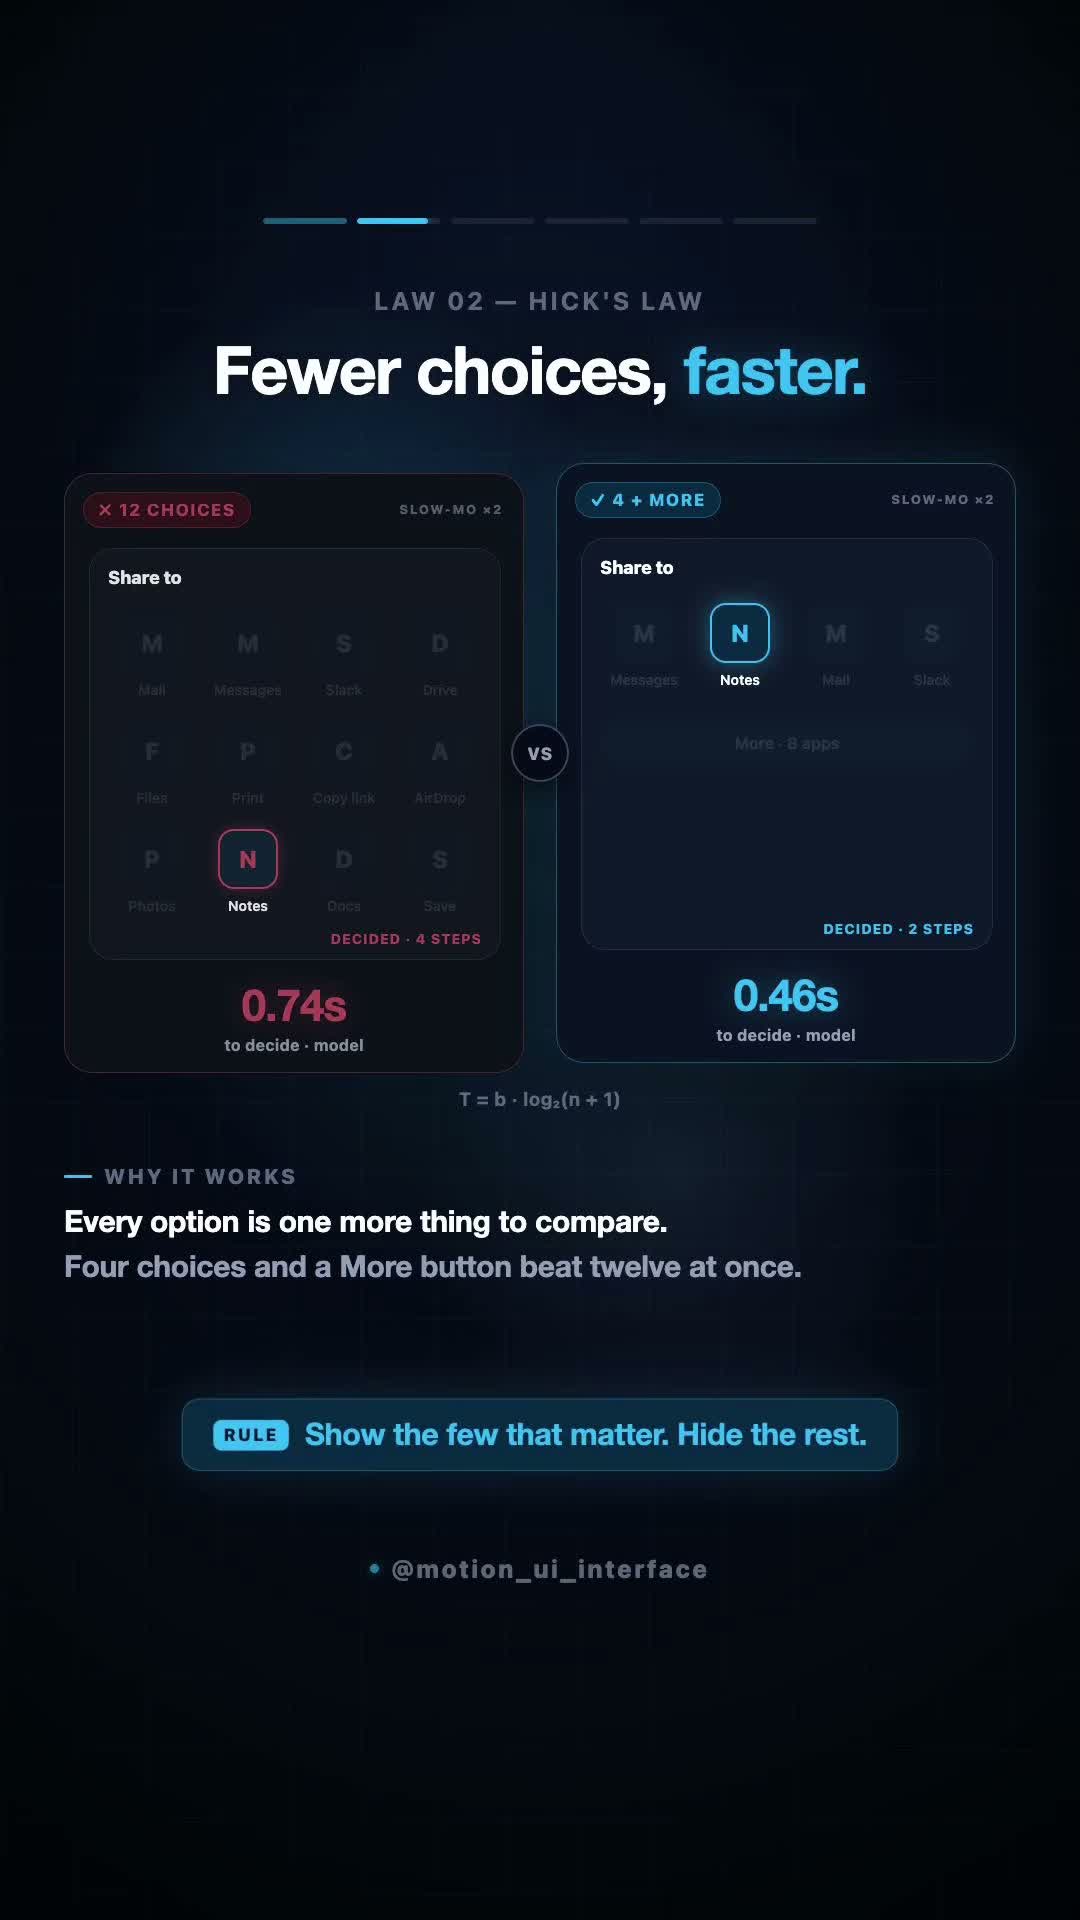 LAW 02 — HICK'S LAW
Fewer choices, faster.
✕ 12 CHOICES
SLOW-MO ×2
Share to
M M S D
Mail Messages Slack Drive
F P C A
Files Print Copy link AirDrop
P N D S
Photos Notes Docs Save
DECIDED · 4 STEPS
0.74s
to decide · model
VS
✓ 4 + MORE
SLOW-MO ×2
Share to
M N M S
Messages Notes Mail Slack
More · 8 apps
DECIDED · 2 STEPS
0.46s
to decide · model
T = b · log₂(n + 1)
WHY IT WORKS
Every option is one more thing to compare.
Four choices and a More button beat twelve at once.
RULE Show the few that matter. Hide the rest.
@motion_ui_interface